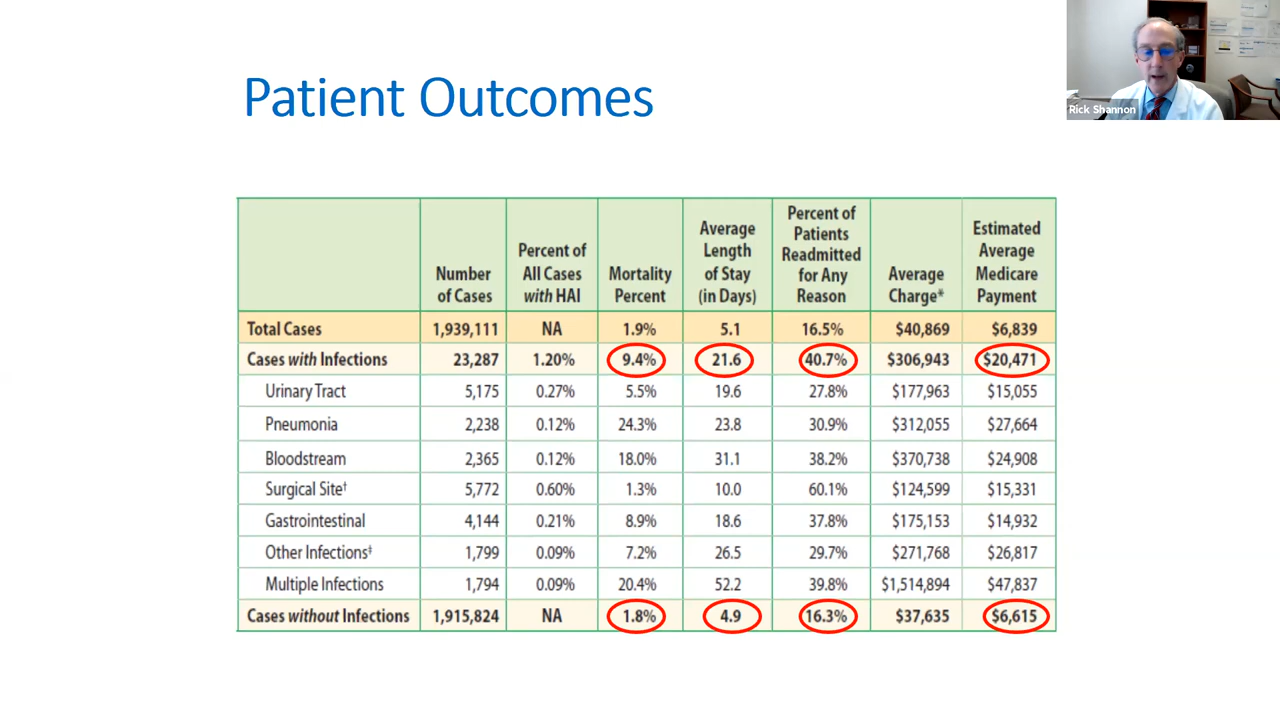 Patient Outcomes
Rick Shannon
Number of Cases Percent of All Cases with HAI Mortality Percent Average Length of Stay (in Days) Percent of Patients Readmitted for Any Reason Average Charge* Estimated Average Medicare Payment
Total Cases 1,939,111 NA 1.9% 5.1 16.5% $40,869 $6,839
Cases with Infections 23,287 1.20% 9.4% 21.6 40.7% $306,943 $20,471
Urinary Tract 5,175 0.27% 5.5% 19.6 27.8% $177,963 $15,055
Pneumonia 2,238 0.12% 24.3% 23.8 30.9% $312,055 $27,664
Bloodstream 2,365 0.12% 18.0% 31.1 38.2% $370,738 $24,908
Surgical Site† 5,772 0.60% 1.3% 10.0 60.1% $124,599 $15,331
Gastrointestinal 4,144 0.21% 8.9% 18.6 37.8% $175,153 $14,932
Other Infections‡ 1,799 0.09% 7.2% 26.5 29.7% $271,768 $26,817
Multiple Infections 1,794 0.09% 20.4% 52.2 39.8% $1,514,894 $47,837
Cases without Infections 1,915,824 NA 1.8% 4.9 16.3% $37,635 $6,615